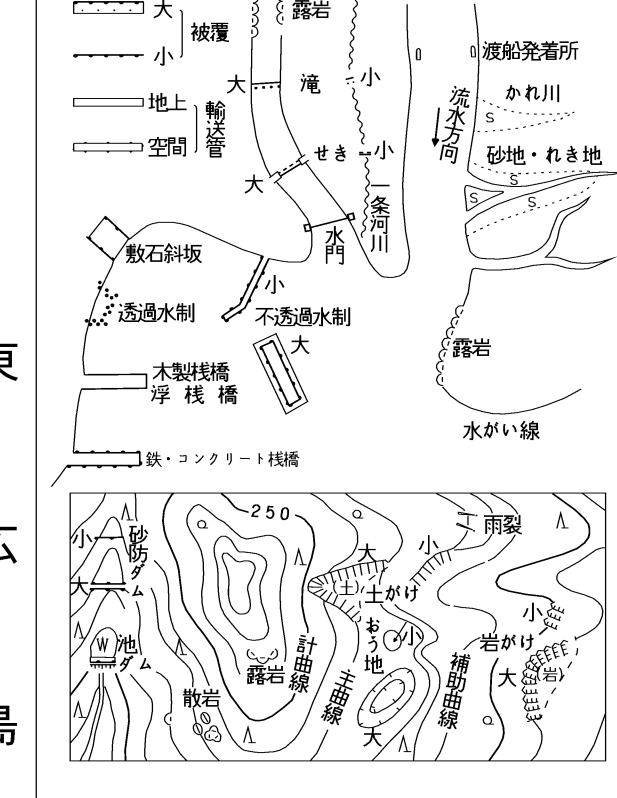 大
被覆
小
地上
輸送管
空間
露岩
大
滝
小
せき
小
大
水門
一条河川
渡船発着所
流水方向
かれ川
S
砂地・れき地
S
S
S
敷石斜坂
小
透過水制
不透過水制
大
木製桟橋
浮桟橋
鉄・コンクリート桟橋
露岩
水がい線
小
砂防ダム
大
W
池
ダム
250
計曲線
露岩
散岩
主曲線
大
(土)
土がけ
小
おう地
小
大
雨裂
補助曲線
小
岩がけ
大
(岩)
東
広
島